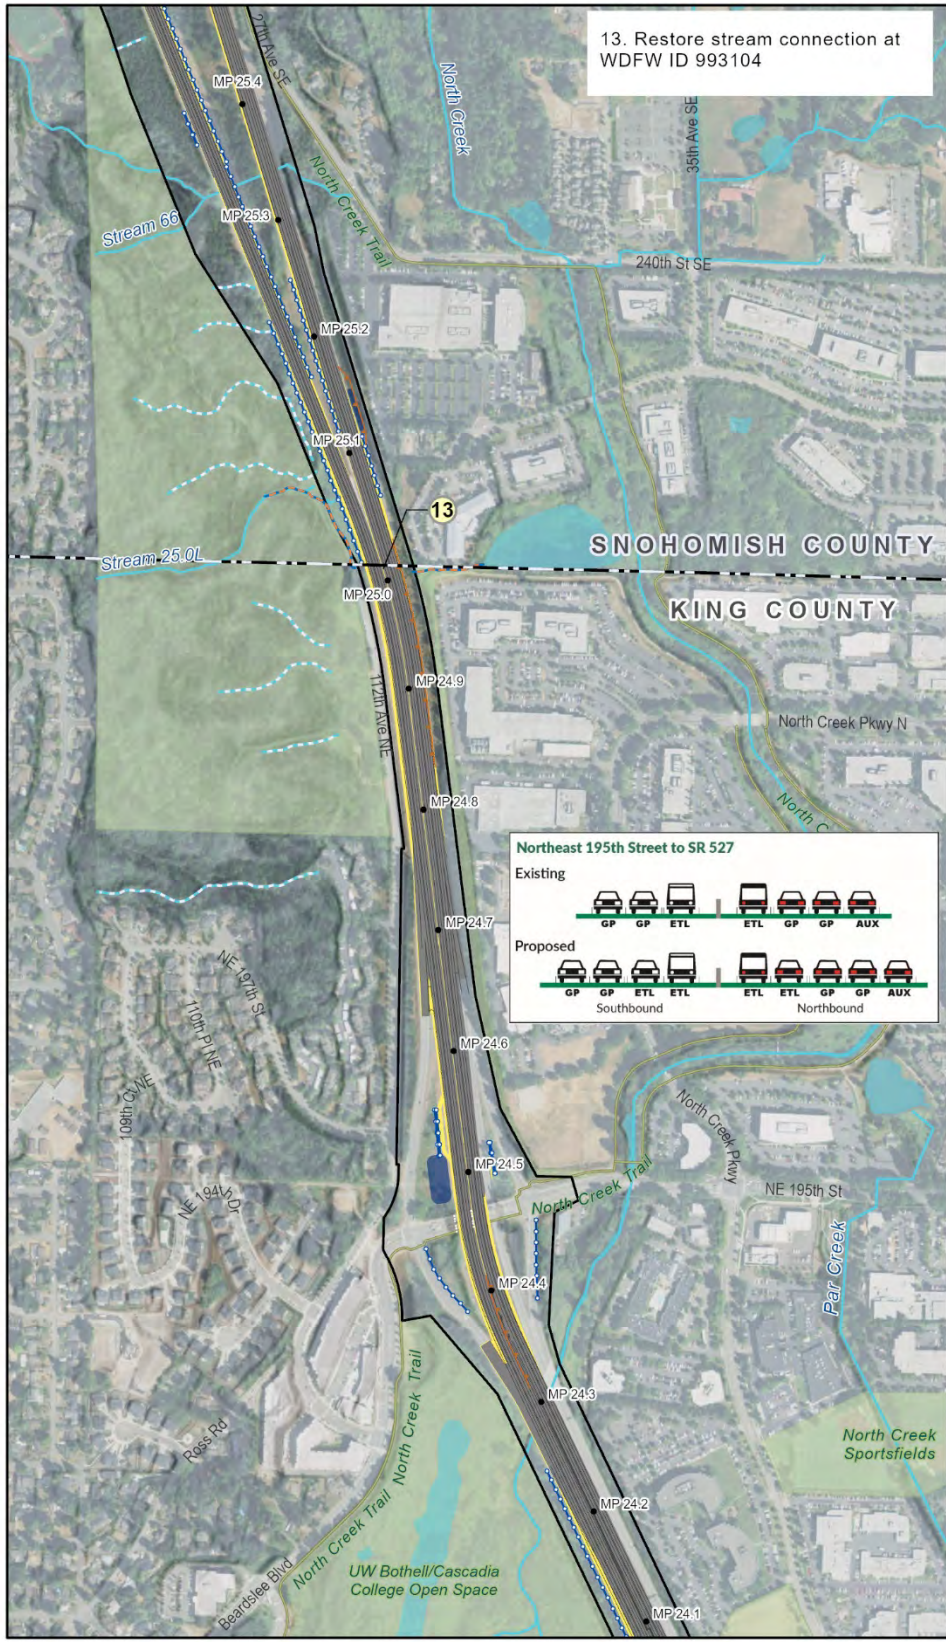 13. Restore stream connection at
WDFW ID 993104
27th Ave SE
MP 25.4
North Creek
35th Ave SE
North Creek Trail
MP 25.3
Stream 66
240th St SE
MP 25.2
MP 25.1
13
SNOHOMISH COUNTY
Stream 25.0L
MP 25.0
KING COUNTY
112th Ave NE
MP 24.9
North Creek Pkwy N
MP 24.8
North C
Northeast 195th Street to SR 527
Existing
GP GP ETL ETL GP GP AUX
Proposed
GP GP ETL ETL ETL ETL GP GP AUX
Southbound Northbound
MP 24.7
NE 197th St
110th Pl NE
MP 24.6
109th Ct NE
North Creek Pkwy
MP 24.5
NE 195th St
NE 194th Dr
North Creek Trail
Par Creek
MP 24.4
MP 24.3
North Creek Trail
Ross Rd
North Creek
Sportsfields
North Creek Trail
MP 24.2
Beardslee Blvd
UW Bothell/Cascadia
College Open Space
MP 24.1